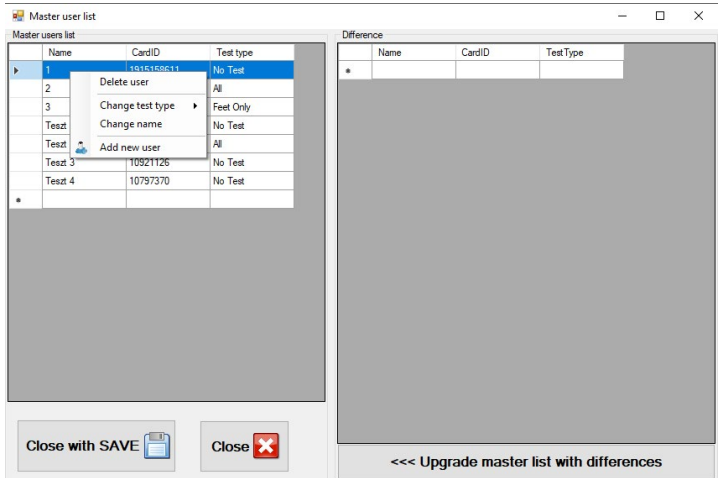 Master user list
Master users list
Name CardID Test type
1 1915158611 No Test
2 All
3 Feet Only
Teszt No Test
Teszt All
Teszt 3 10921126 No Test
Teszt 4 10797370 No Test
Delete user
Change test type
Change name
Add new user
Close with SAVE
Close
Difference
Name CardID TestType
<<< Upgrade master list with differences